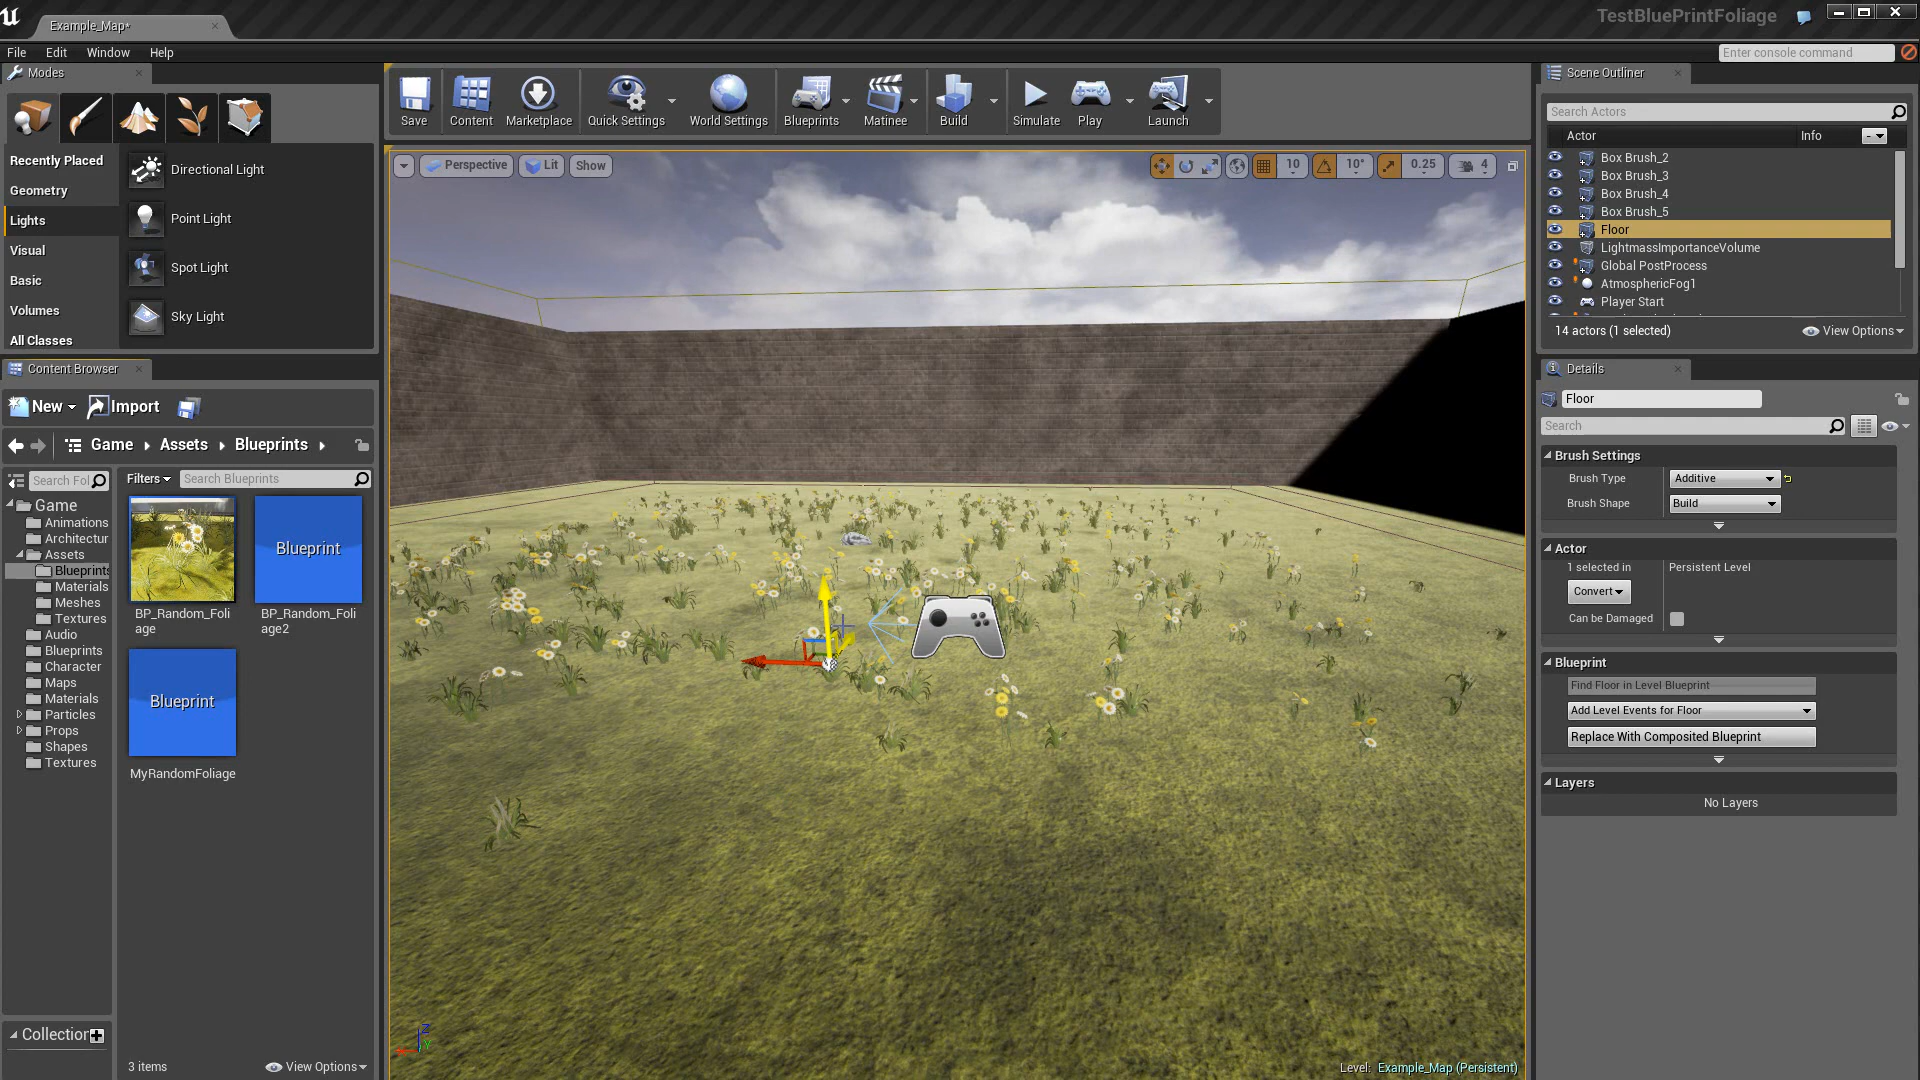 Example_Map*
TestBluePrintFoliage
File Edit Window Help
Enter console command
Modes
Recently Placed
Geometry
Lights
Visual
Basic
Volumes
All Classes
Directional Light
Point Light
Spot Light
Sky Light
Save
Content
Marketplace
Quick Settings
World Settings
Blueprints
Matinee
Build
Simulate
Play
Launch
Perspective
Lit
Show
10
10°
0.25
4
Content Browser
New
Import
Game
Assets
Blueprints
Search Fol
Filters
Search Blueprints
Game
Animations
Architectur
Assets
Blueprints
Materials
Meshes
Textures
Audio
Blueprints
Character
Maps
Materials
Particles
Props
Shapes
Textures
Blueprint
BP_Random_Foli
age
BP_Random_Foli
age2
Blueprint
MyRandomFoliage
Collection
3 items
View Options
Z
Y
Level: Example_Map (Persistent)
Scene Outliner
Search Actors
Actor
Info
Box Brush_2
Box Brush_3
Box Brush_4
Box Brush_5
Floor
LightmassImportanceVolume
Global PostProcess
AtmosphericFog1
Player Start
14 actors (1 selected)
View Options
Details
Floor
Search
Brush Settings
Brush Type
Additive
Brush Shape
Build
Actor
1 selected in
Persistent Level
Convert
Can be Damaged
Blueprint
Find Floor in Level Blueprint
Add Level Events for Floor
Replace With Composited Blueprint
Layers
No Layers